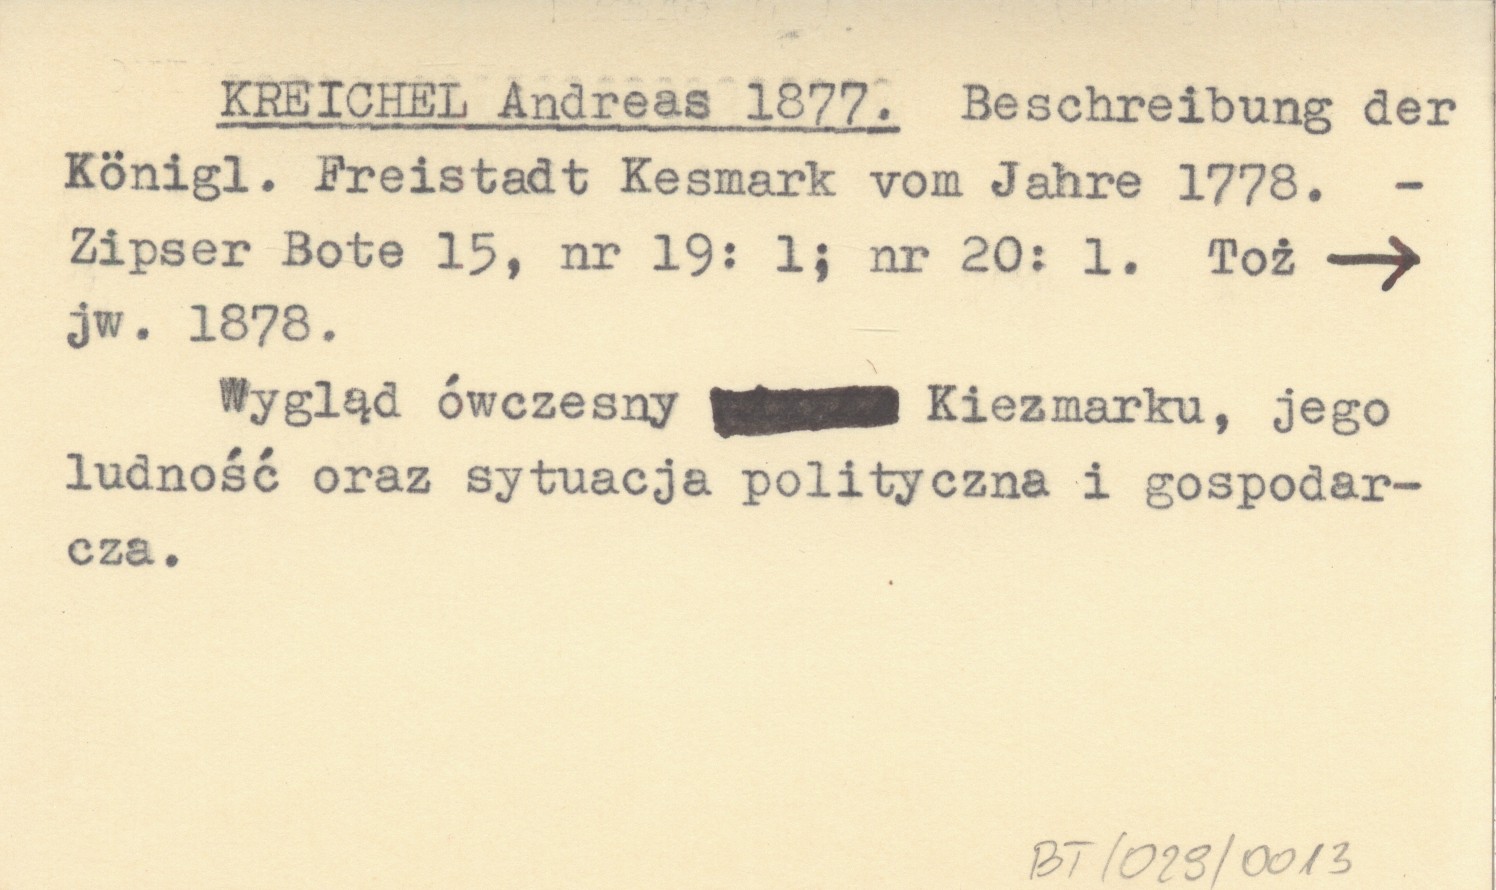 KREICHEL Andreas 1877. Beschreibung der
Königl. Freistadt Kesmark vom Jahre 1778. -
Zipser Bote 15, nr 19: 1; nr 20: 1. Toż →
jw. 1878.
Wygląd ówczesny Kiezmarku, jego
ludność oraz sytuacja polityczna i gospodar-
cza.
BT/029/0013